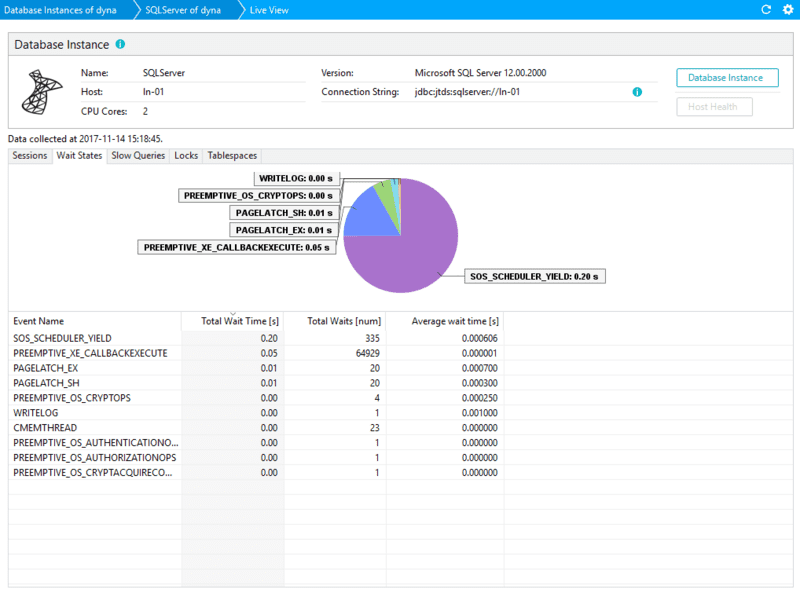 Database Instances of dyna SQLServer of dyna Live View
Database Instance
Name: SQLServer Version: Microsoft SQL Server 12.00.2000 Database Instance
Host: ln-01 Connection String: jdbc:jtds:sqlserver://ln-01
CPU Cores: 2 Host Health
Data collected at 2017-11-14 15:18:45.
Sessions Wait States Slow Queries Locks Tablespaces
WRITELOG: 0.00 s
PREEMPTIVE_OS_CRYPTOPS: 0.00 s
PAGELATCH_SH: 0.01 s
PAGELATCH_EX: 0.01 s
PREEMPTIVE_XE_CALLBACKEXECUTE: 0.05 s
SOS_SCHEDULER_YIELD: 0.20 s
Event Name Total Wait Time [s] Total Waits [num] Average wait time [s]
SOS_SCHEDULER_YIELD 0.20 335 0.000606
PREEMPTIVE_XE_CALLBACKEXECUTE 0.05 64929 0.000001
PAGELATCH_EX 0.01 20 0.000700
PAGELATCH_SH 0.01 20 0.000300
PREEMPTIVE_OS_CRYPTOPS 0.00 4 0.000250
WRITELOG 0.00 1 0.001000
CMEMTHREAD 0.00 23 0.000000
PREEMPTIVE_OS_AUTHENTICATIONO... 0.00 1 0.000000
PREEMPTIVE_OS_AUTHORIZATIONOPS 0.00 1 0.000000
PREEMPTIVE_OS_CRYPTACQUIRECO... 0.00 1 0.000000